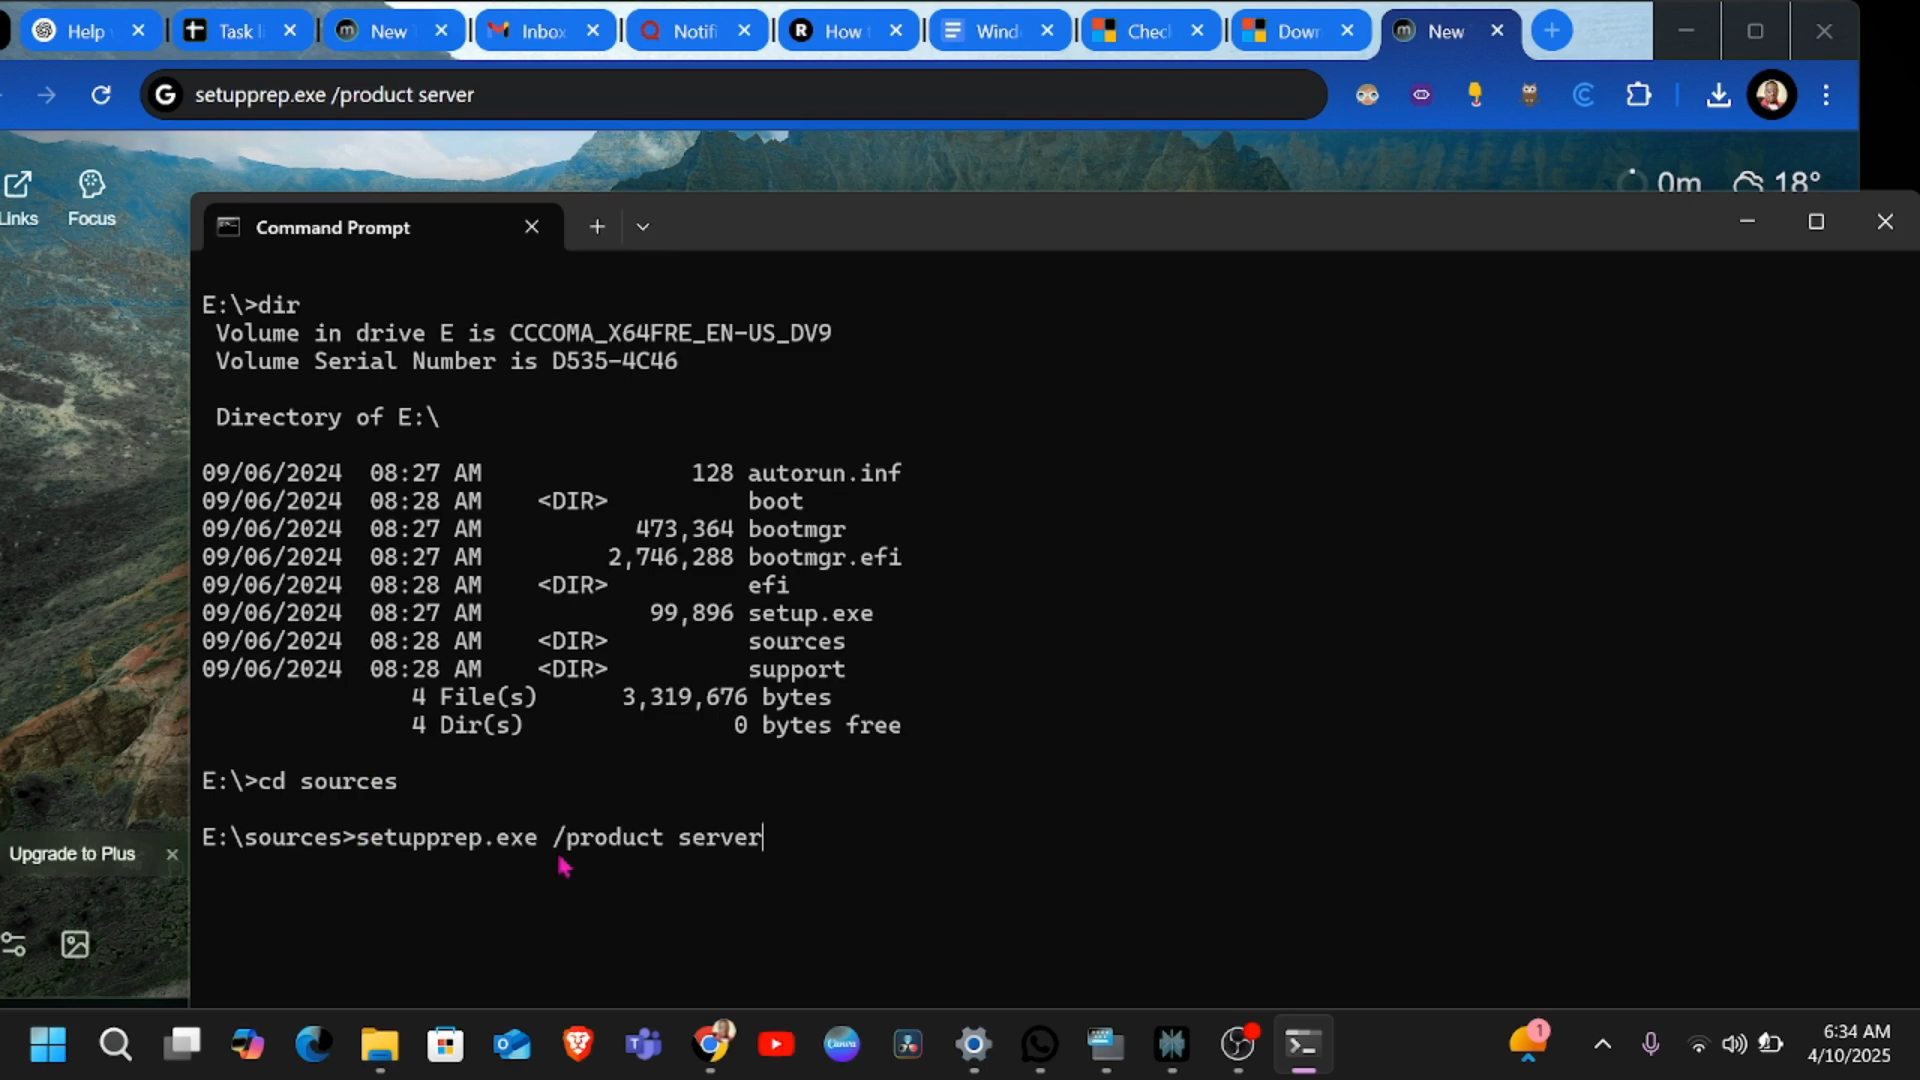 Help
Task li
New
Inbox
Notifi
How t
Wind
Chec
Down
New
setupprep.exe /product server
Links
Focus
0m
18°
Command Prompt
E:\>dir
Volume in drive E is CCCOMA_X64FRE_EN-US_DV9
Volume Serial Number is D535-4C46
Directory of E:\
09/06/2024 08:27 AM 128 autorun.inf
09/06/2024 08:28 AM <DIR> boot
09/06/2024 08:27 AM 473,364 bootmgr
09/06/2024 08:27 AM 2,746,288 bootmgr.efi
09/06/2024 08:28 AM <DIR> efi
09/06/2024 08:27 AM 99,896 setup.exe
09/06/2024 08:28 AM <DIR> sources
09/06/2024 08:28 AM <DIR> support
4 File(s) 3,319,676 bytes
4 Dir(s) 0 bytes free
E:\>cd sources
E:\sources>setupprep.exe /product server
Upgrade to Plus
Canva
1
6:34 AM
4/10/2025